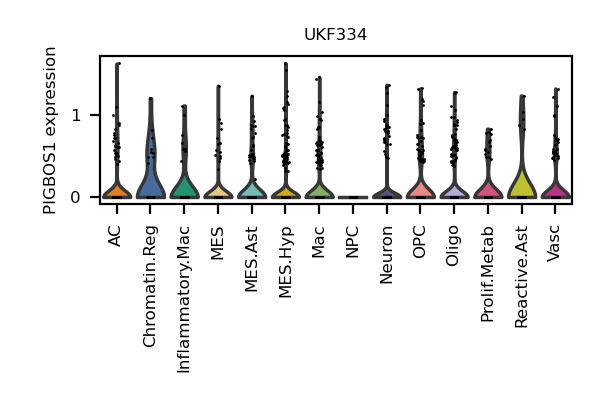 UKF334
PIGBOS1 expression
1
0
AC
Chromatin.Reg
Inflammatory.Mac
MES
MES.Ast
MES.Hyp
Mac
NPC
Neuron
OPC
Oligo
Prolif.Metab
Reactive.Ast
Vasc